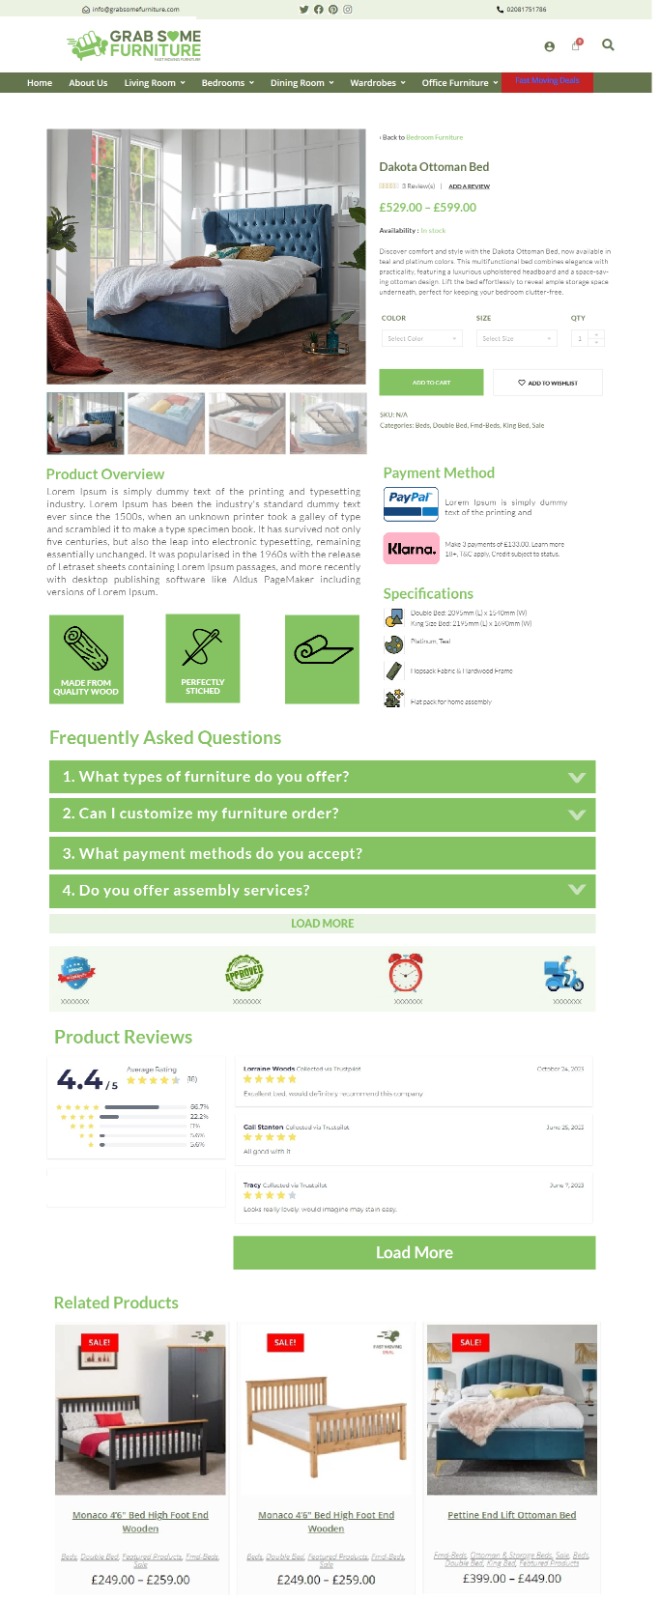 info@grabsomefurniture.com
02081751786
GRAB SOME
FURNITURE
Home About Us Living Room Bedrooms Dining Room Wardrobes Office Furniture Fast Moving Deals
‹ Back to Bedroom Furniture
Dakota Ottoman Bed
3 Review(s) | ADD A REVIEW
£529.00 – £599.00
Availability : In stock
Discover comfort and style with the Dakota Ottoman Bed, now available in
teal and platinum colors. This multifunctional bed combines elegance with
practicality, featuring a luxurious upholstered headboard and a space-sav-
ing ottoman design. Lift the bed effortlessly to reveal ample storage space
underneath, perfect for keeping your bedroom clutter-free.
COLOR SIZE QTY
Select Color Select Size 1
ADD TO CART ADD TO WISHLIST
SKU: N/A
Categories: Beds, Double Bed, Fmd-Beds, King Bed, Sale
Product Overview
Lorem Ipsum is simply dummy text of the printing and typesetting
industry. Lorem Ipsum has been the industry's standard dummy text
ever since the 1500s, when an unknown printer took a galley of type
and scrambled it to make a type specimen book. It has survived not only
five centuries, but also the leap into electronic typesetting, remaining
essentially unchanged. It was popularised in the 1960s with the release
of Letraset sheets containing Lorem Ipsum passages, and more recently
with desktop publishing software like Aldus PageMaker including
versions of Lorem Ipsum.
MADE FROM
QUALITY WOOD
PERFECTLY
STICHED
Payment Method
PayPal
Lorem Ipsum is simply dummy
text of the printing and
Klarna.
Make 3 payments of £133.00. Learn more
18+, T&C apply. Credit subject to status.
Specifications
Double Bed: 2095mm (L) x 1540mm (W)
King Size Bed: 2195mm (L) x 1690mm (W)
Platinum, Teal
Hopsack Fabric & Hardwood Frame
Flat pack for home assembly
Frequently Asked Questions
1. What types of furniture do you offer?
2. Can I customize my furniture order?
3. What payment methods do you accept?
4. Do you offer assembly services?
LOAD MORE
APPROVED
XXXXXXX XXXXXXX XXXXXXX XXXXXXX
Product Reviews
4.4 / 5
Average Rating
(18)
66.7%
22.2%
0%
5.6%
5.6%
Lorraine Woods Collected via Trustpilot October 24, 2023
Excellent bed, would definitely recommend this company
Gail Stanton Collected via Trustpilot June 25, 2022
All good with it
Tracy Collected via Trustpilot June 7, 2023
Looks really lovely would imagine may stain easy.
Load More
Related Products
SALE!
SALE!
FAST-MOVING
DEAL
SALE!
Monaco 4'6" Bed High Foot End
Wooden
Beds, Double Bed, Featured Products, Fmd-Beds,
Sale
£249.00 – £259.00
Monaco 4'6" Bed High Foot End
Wooden
Beds, Double Bed, Featured Products, Fmd-Beds,
Sale
£249.00 – £259.00
Pettine End Lift Ottoman Bed
Fmd-Beds, Ottoman & Storage Beds, Sale, Beds,
Double Bed, King Bed, Featured Products
£399.00 – £449.00